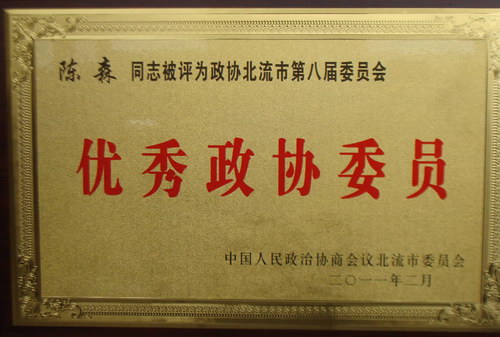 陈森 同志被评为政协北流市第八届委员会
优秀政协委员
中国人民政治协商会议北流市委员会
二〇一一年二月